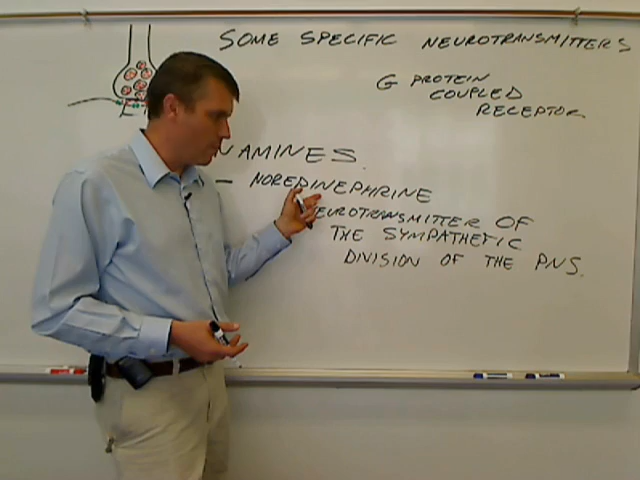 SOME SPECIFIC NEUROTRANSMITTERS
G PROTEIN
COUPLED
RECEPTOR
AMINES.
- NOREPINEPHRINE
NEUROTRANSMITTER OF
THE SYMPATHETIC
DIVISION OF THE PNS.